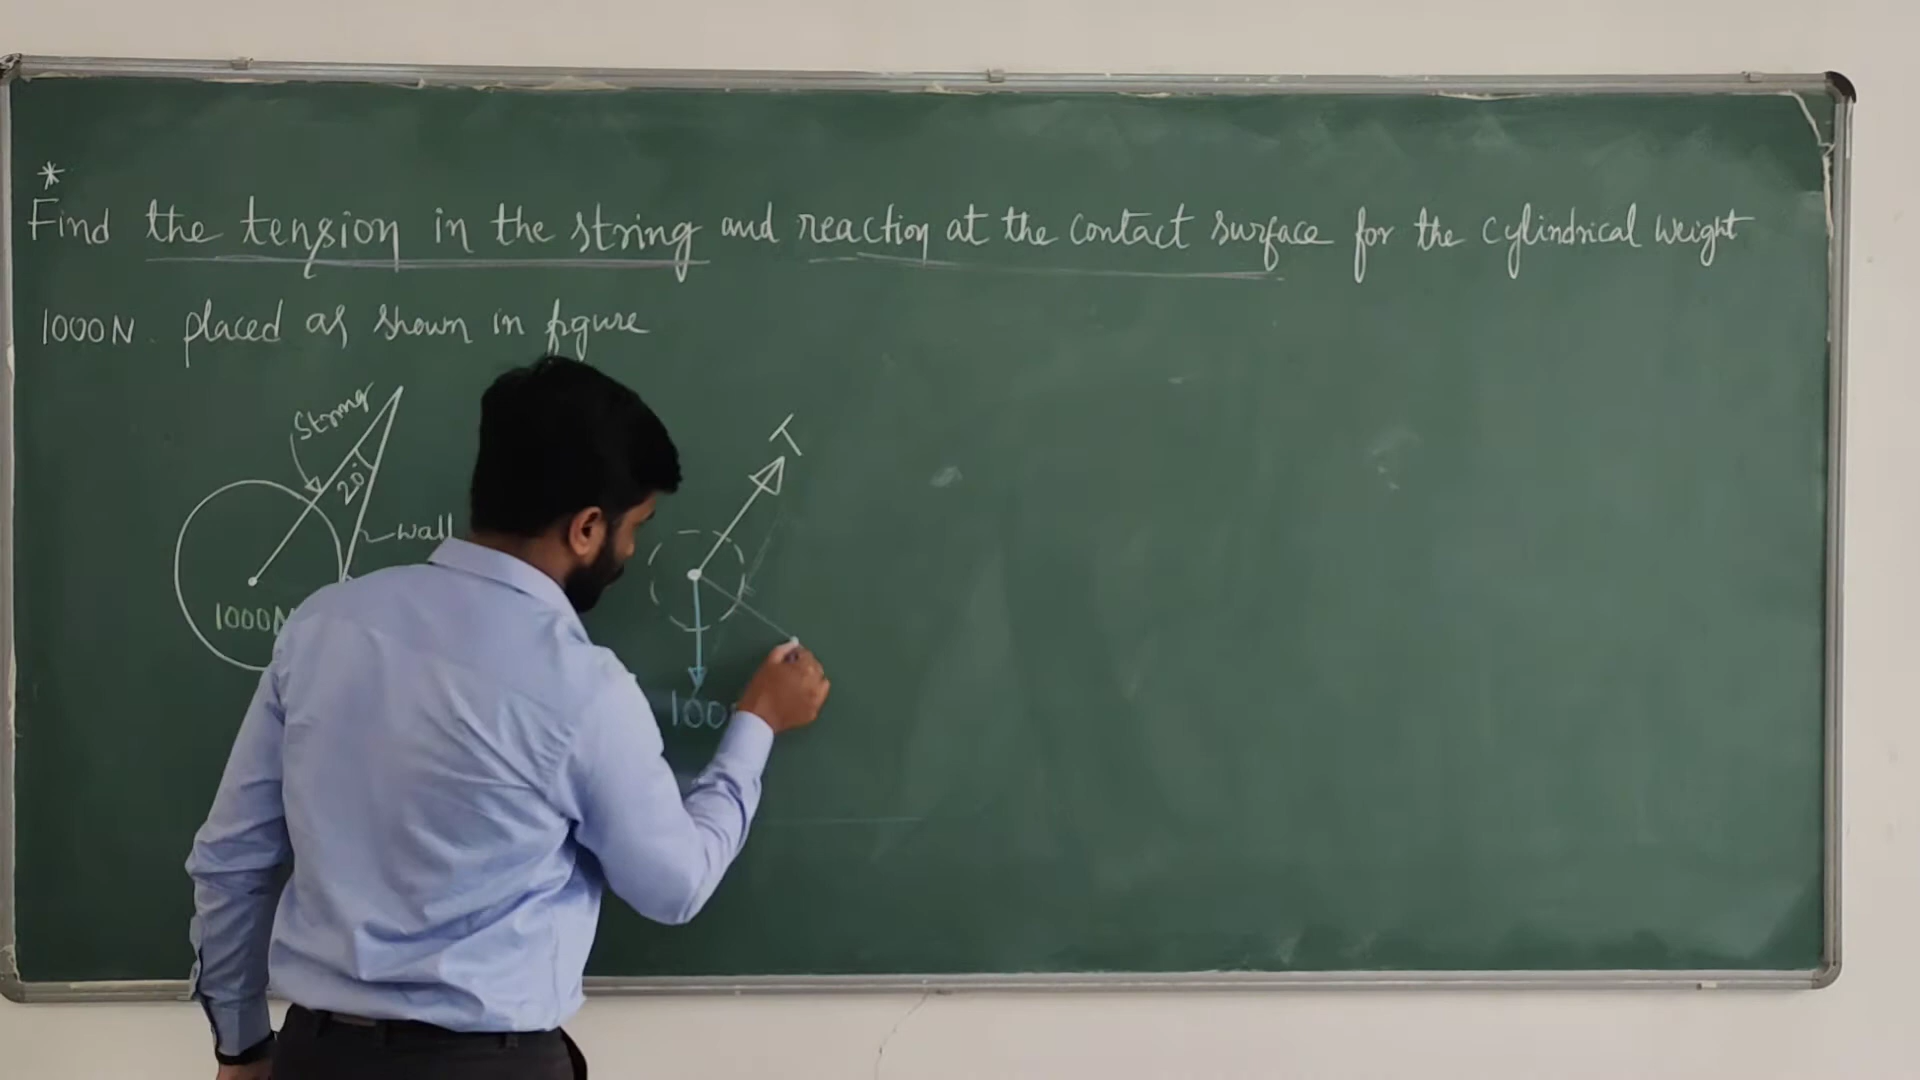 *
Find the tension in the string and reaction at the contact surface for the cylindrical weight
1000N. placed as shown in figure
String
20°
wall
T